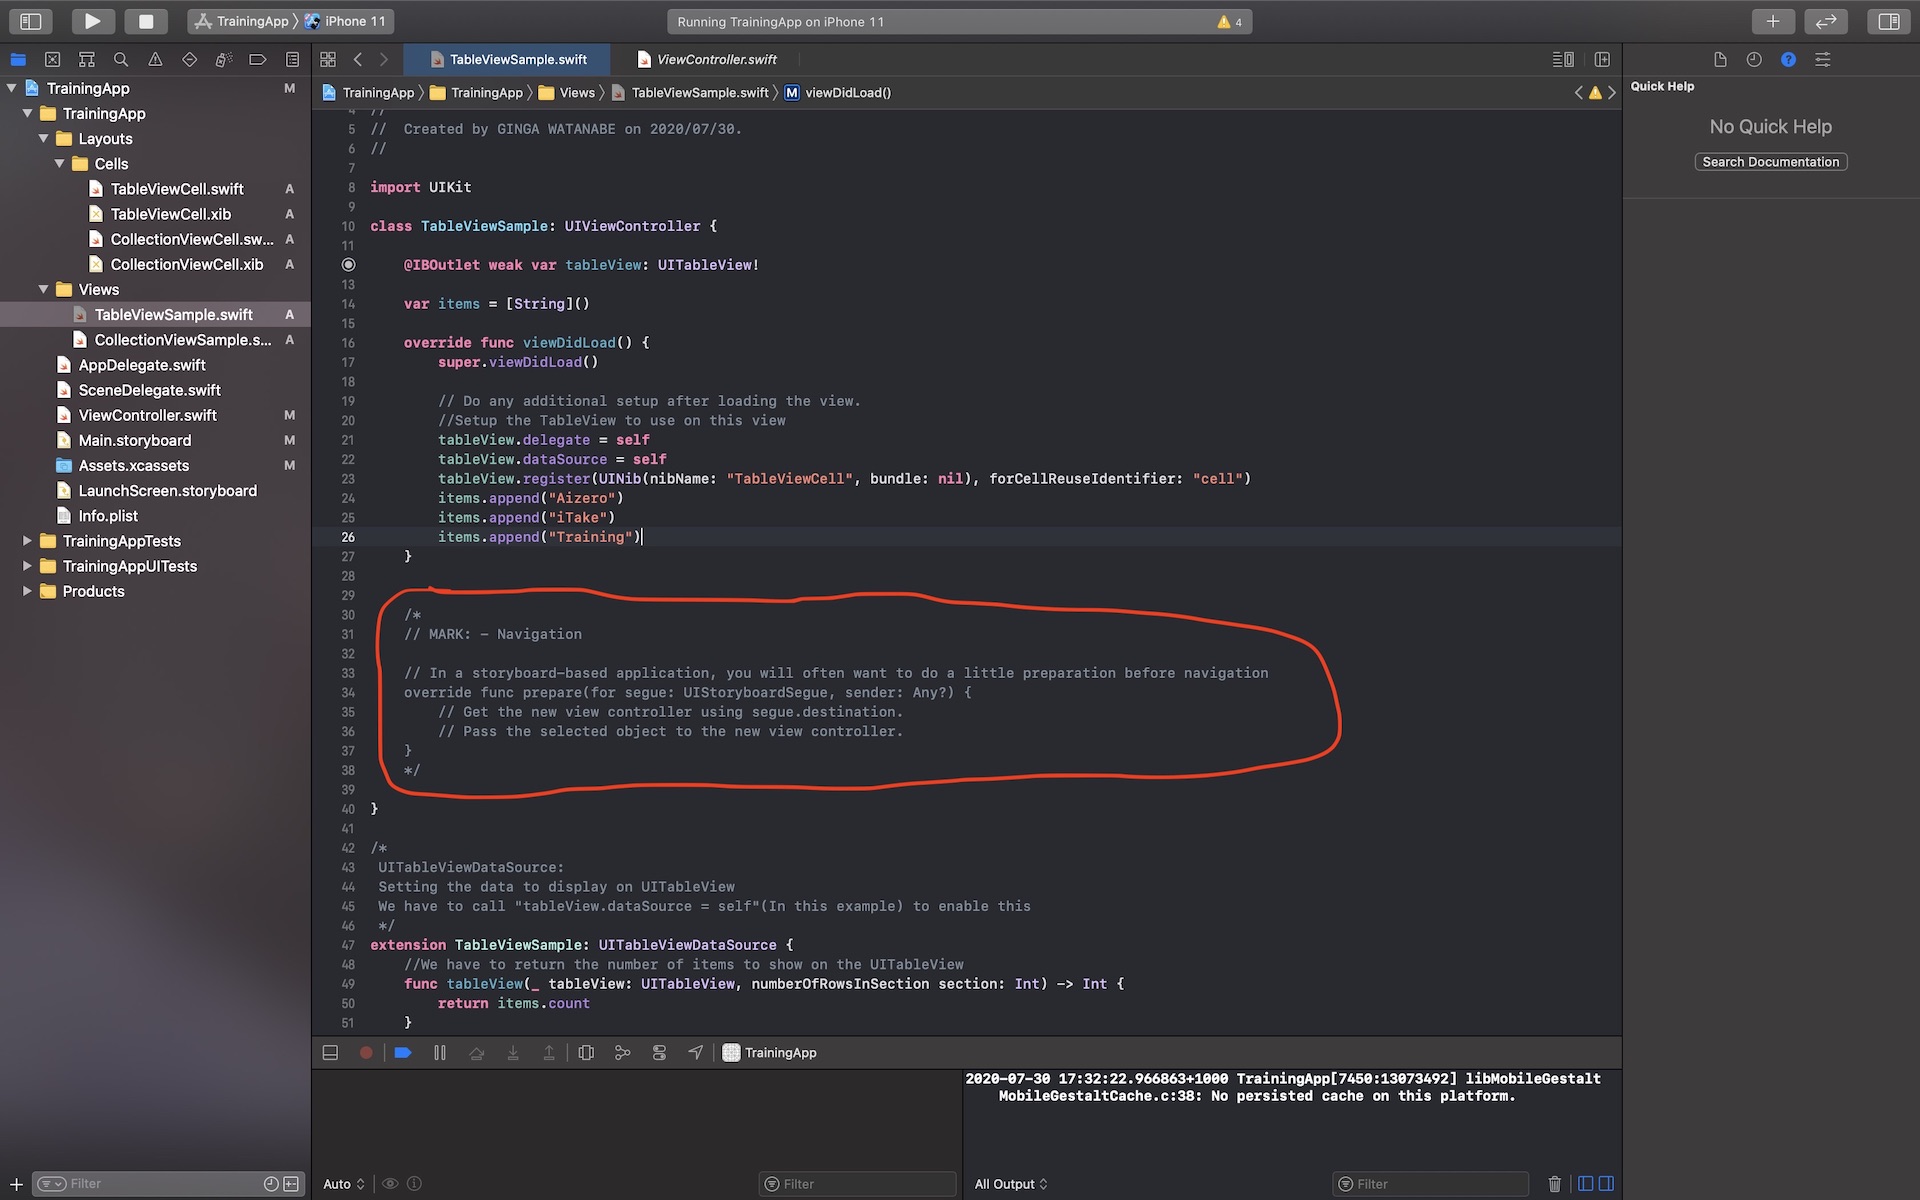 TrainingApp iPhone 11
Running TrainingApp on iPhone 11
4
TableViewSample.swift
ViewController.swift
TrainingApp TrainingApp Views TableViewSample.swift M viewDidLoad()
TrainingApp M
TrainingApp
Layouts
Cells
TableViewCell.swift A
TableViewCell.xib A
CollectionViewCell.sw... A
CollectionViewCell.xib A
Views
TableViewSample.swift A
CollectionViewSample.s... A
AppDelegate.swift
SceneDelegate.swift
ViewController.swift M
Main.storyboard M
Assets.xcassets M
LaunchScreen.storyboard
Info.plist
TrainingAppTests
TrainingAppUITests
Products
Filter
4 //
5 //  Created by GINGA WATANABE on 2020/07/30.
6 //
7
8 import UIKit
9
10 class TableViewSample: UIViewController {
11
@IBOutlet weak var tableView: UITableView!
13
14 var items = [String]()
15
16 override func viewDidLoad() {
17 super.viewDidLoad()
18
19 // Do any additional setup after loading the view.
20 //Setup the TableView to use on this view
21 tableView.delegate = self
22 tableView.dataSource = self
23 tableView.register(UINib(nibName: "TableViewCell", bundle: nil), forCellReuseIdentifier: "cell")
24 items.append("Aizero")
25 items.append("iTake")
26 items.append("Training")
27 }
28
29
30 /*
31 // MARK: - Navigation
32
33 // In a storyboard-based application, you will often want to do a little preparation before navigation
34 override func prepare(for segue: UIStoryboardSegue, sender: Any?) {
35 // Get the new view controller using segue.destination.
36 // Pass the selected object to the new view controller.
37 }
38 */
39
40 }
41
42 /*
43 UITableViewDataSource:
44 Setting the data to display on UITableView
45 We have to call "tableView.dataSource = self"(In this example) to enable this
46 */
47 extension TableViewSample: UITableViewDataSource {
48 //We have to return the number of items to show on the UITableView
49 func tableView(_ tableView: UITableView, numberOfRowsInSection section: Int) -> Int {
50 return items.count
51 }
TrainingApp
Auto
Filter
2020-07-30 17:32:22.966863+1000 TrainingApp[7450:13073492] libMobileGestalt
MobileGestaltCache.c:38: No persisted cache on this platform.
All Output
Filter
Quick Help
No Quick Help
Search Documentation